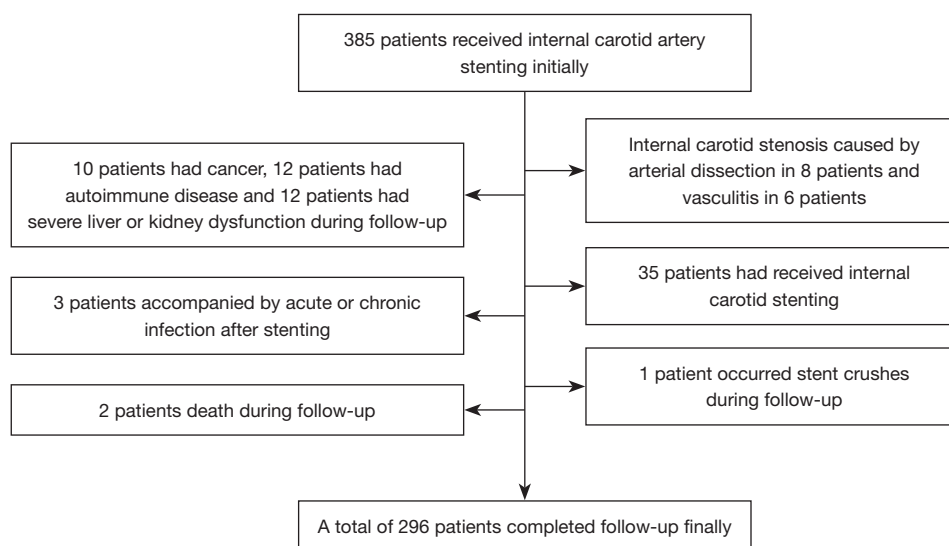 385 patients received internal carotid artery
stenting initially
10 patients had cancer, 12 patients had
autoimmune disease and 12 patients had
severe liver or kidney dysfunction during follow-up
Internal carotid stenosis caused by
arterial dissection in 8 patients and
vasculitis in 6 patients
3 patients accompanied by acute or chronic
infection after stenting
35 patients had received internal
carotid stenting
2 patients death during follow-up
1 patient occurred stent crushes
during follow-up
A total of 296 patients completed follow-up finally